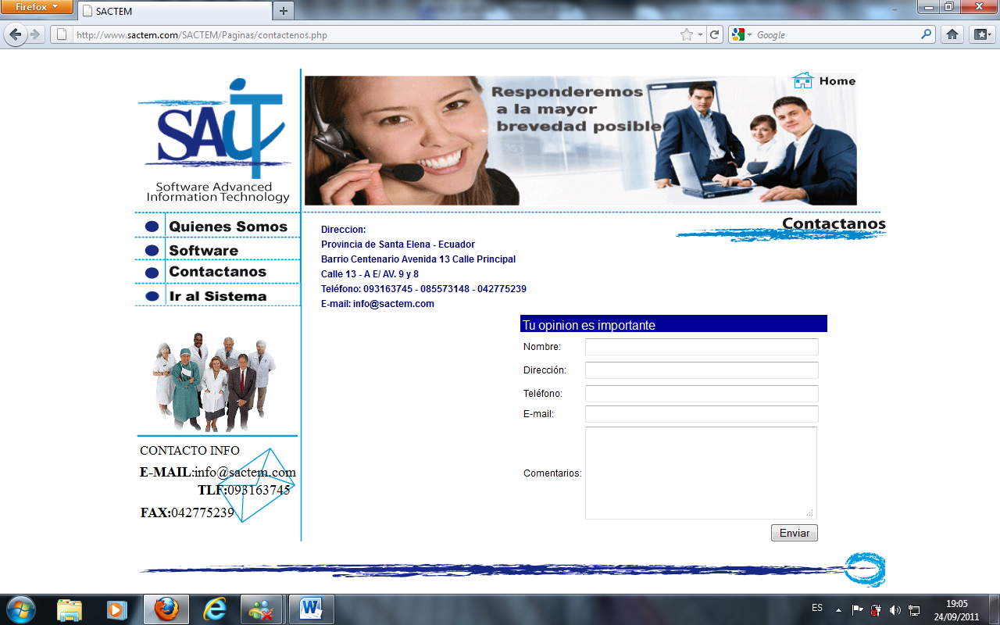 Firefox
SACTEM
http://www.sactem.com/SACTEM/Paginas/contactenos.php
Google
SAiT
Software Advanced
Information Technology
Responderemos
a la mayor
brevedad posible
Home
Quienes Somos
Software
Contactanos
Ir al Sistema
Contactanos
Direccion:
Provincia de Santa Elena - Ecuador
Barrio Centenario Avenida 13 Calle Principal
Calle 13 - A E/ AV. 9 y 8
Teléfono: 093163745 - 085573148 - 042775239
E-mail: info@sactem.com
Tu opinion es importante
Nombre:
Dirección:
Teléfono:
E-mail:
Comentarios:
Enviar
CONTACTO INFO
E-MAIL:info@sactem.com
TLF:093163745
FAX:042775239
ES
19:05
24/09/2011